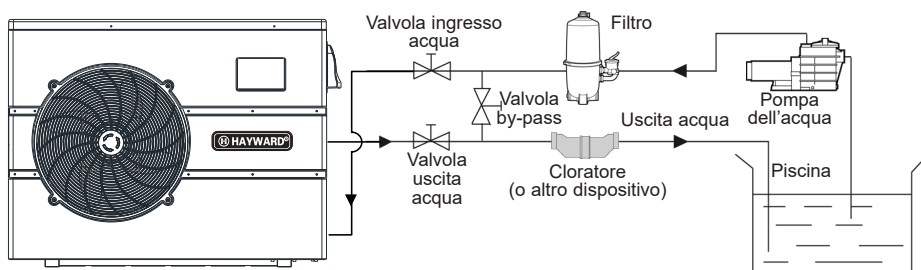 Valvola ingresso
acqua
Filtro
Valvola
by-pass
Pompa
dell'acqua
HAYWARD®
Uscita acqua
Valvola
uscita
acqua
Cloratore
(o altro dispositivo)
Piscina